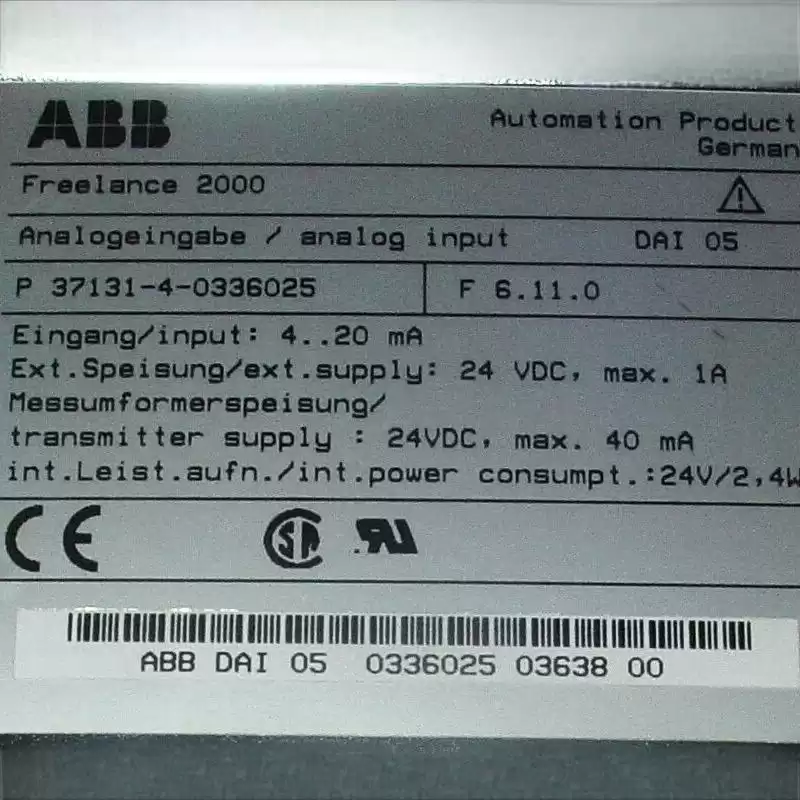 ABB
Automation Product
German
Freelance 2000
Analogeingabe / analog input DAI 05
P 37131-4-0336025 F 6.11.0
Eingang/input: 4..20 mA
Ext.Speisung/ext.supply: 24 VDC, max. 1A
Messumformerspeisung/
transmitter supply : 24VDC, max. 40 mA
int.Leist.aufn./int.power consumpt.:24V/2,4W
CE SA RU
ABB DAI 05 0336025 03638 00